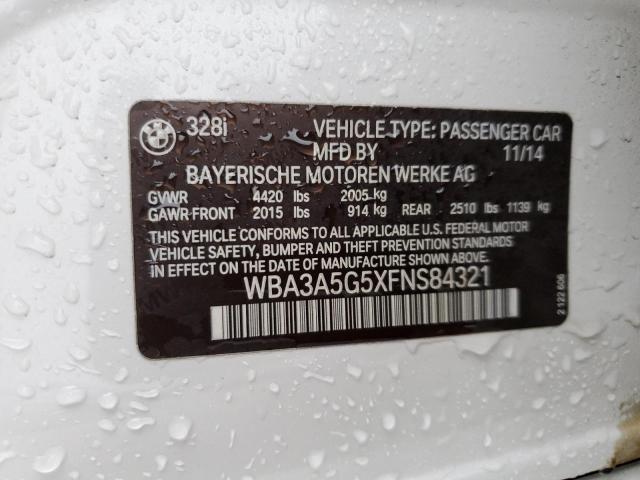 BMW 328i VEHICLE TYPE: PASSENGER CAR
MFD BY 11/14
BAYERISCHE MOTOREN WERKE AG
GVWR 4420 lbs 2005 kg
GAWR FRONT 2015 lbs 914 kg REAR 2510 lbs 1139 kg
THIS VEHICLE CONFORMS TO ALL APPLICABLE U.S. FEDERAL MOTOR
VEHICLE SAFETY, BUMPER AND THEFT PREVENTION STANDARDS
IN EFFECT ON THE DATE OF MANUFACTURE SHOWN ABOVE.
WBA3A5G5XFNS84321
2 122 606